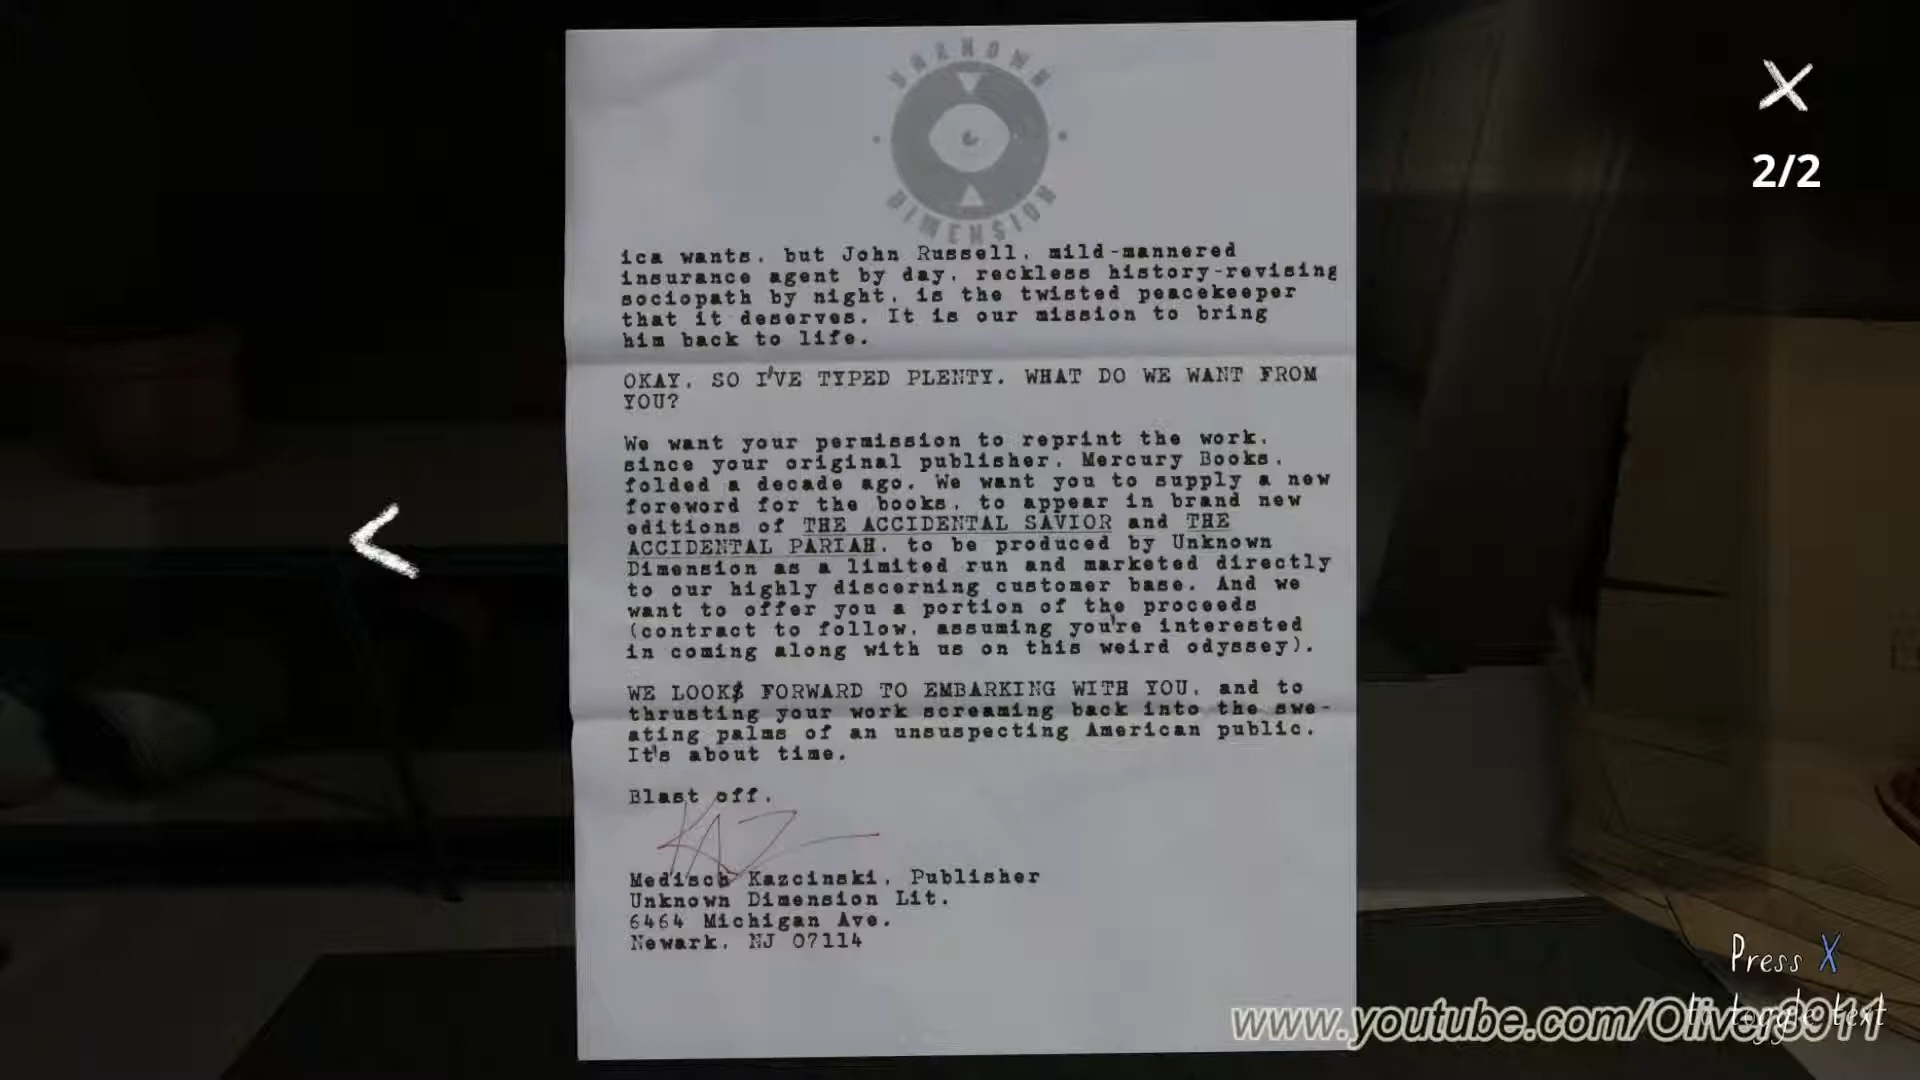 UNKNOWN
DIMENSION
2/2
ica wants, but John Russell, mild-mannered
insurance agent by day, reckless history-revising
sociopath by night, is the twisted peacekeeper
that it deserves. It is our mission to bring
him back to life.
OKAY, SO I'VE TYPED PLENTY. WHAT DO WE WANT FROM
YOU?
We want your permission to reprint the work,
since your original publisher, Mercury Books,
folded a decade ago. We want you to supply a new
foreword for the books, to appear in brand new
editions of THE ACCIDENTAL SAVIOR and THE
ACCIDENTAL PARIAH, to be produced by Unknown
Dimension as a limited run and marketed directly
to our highly discerning customer base. And we
want to offer you a portion of the proceeds
(contract to follow, assuming you're interested
in coming along with us on this weird odyssey).
WE LOOK$ FORWARD TO EMBARKING WITH YOU, and to
thrusting your work screaming back into the swe-
ating palms of an unsuspecting American public.
It's about time.
Blast off,
KAZ
Medisch Kazcinski, Publisher
Unknown Dimension Lit.
6464 Michigan Ave.
Newark, NJ 07114
Press X
to toggle text
www.youtube.com/Oliver8911